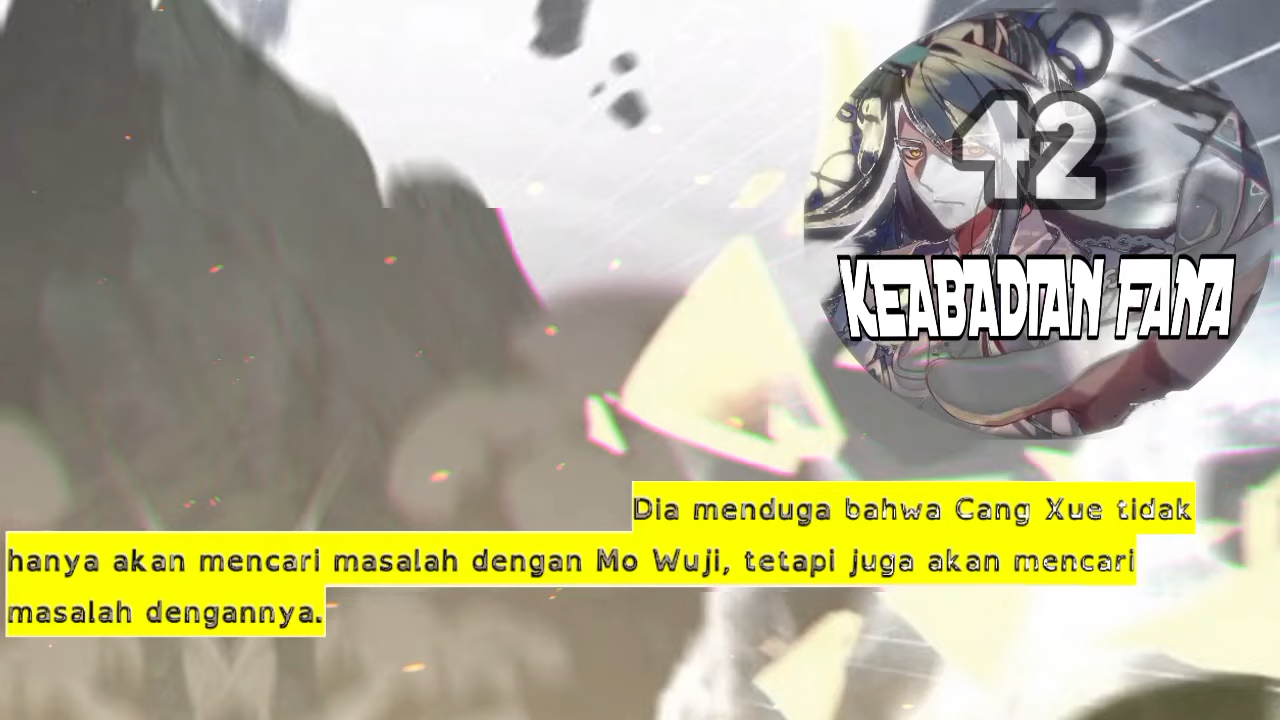 42
KEABADIAN FANA
Dia menduga bahwa Cang Xue tidak
hanya akan mencari masalah dengan Mo Wuji, tetapi juga akan mencari
masalah dengannya.